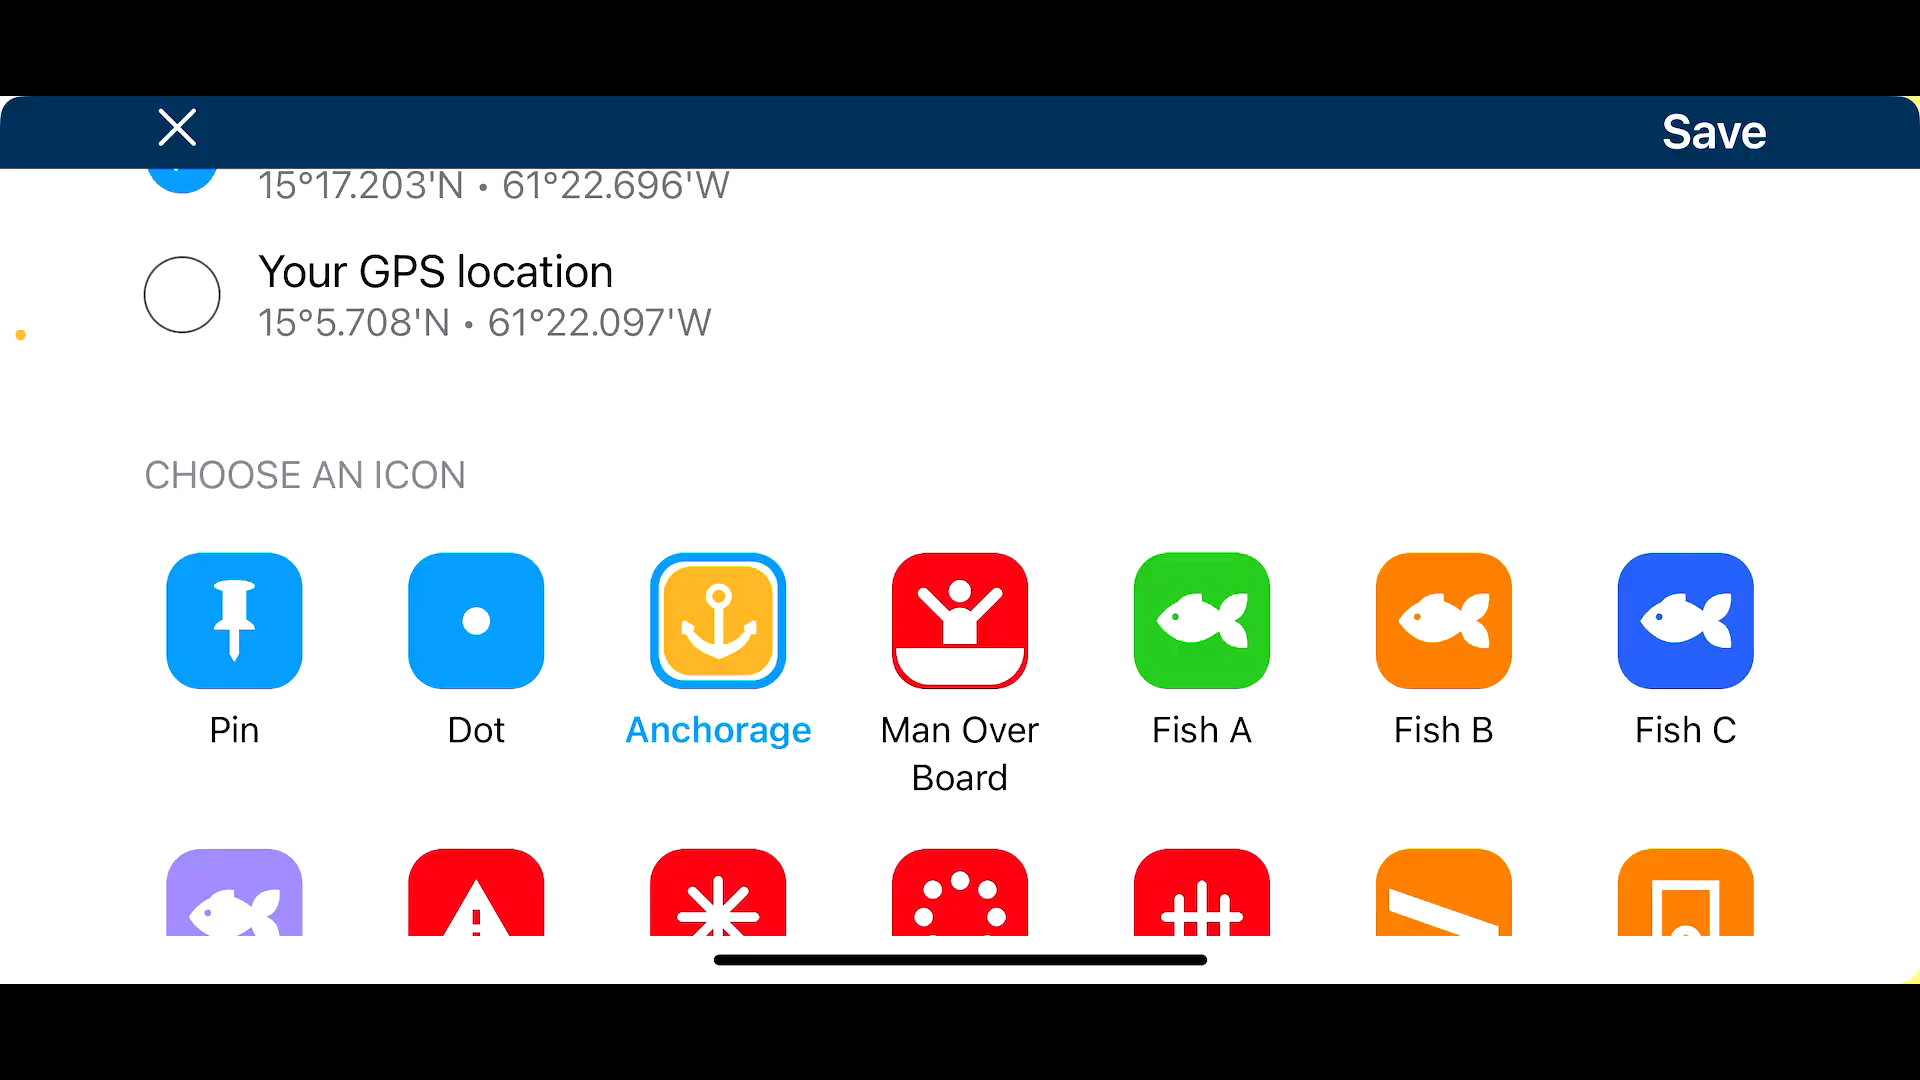 Save
15°17.203'N • 61°22.696'W
Your GPS location
15°5.708'N • 61°22.097'W
CHOOSE AN ICON
Pin
Dot
Anchorage
Man Over
Board
Fish A
Fish B
Fish C